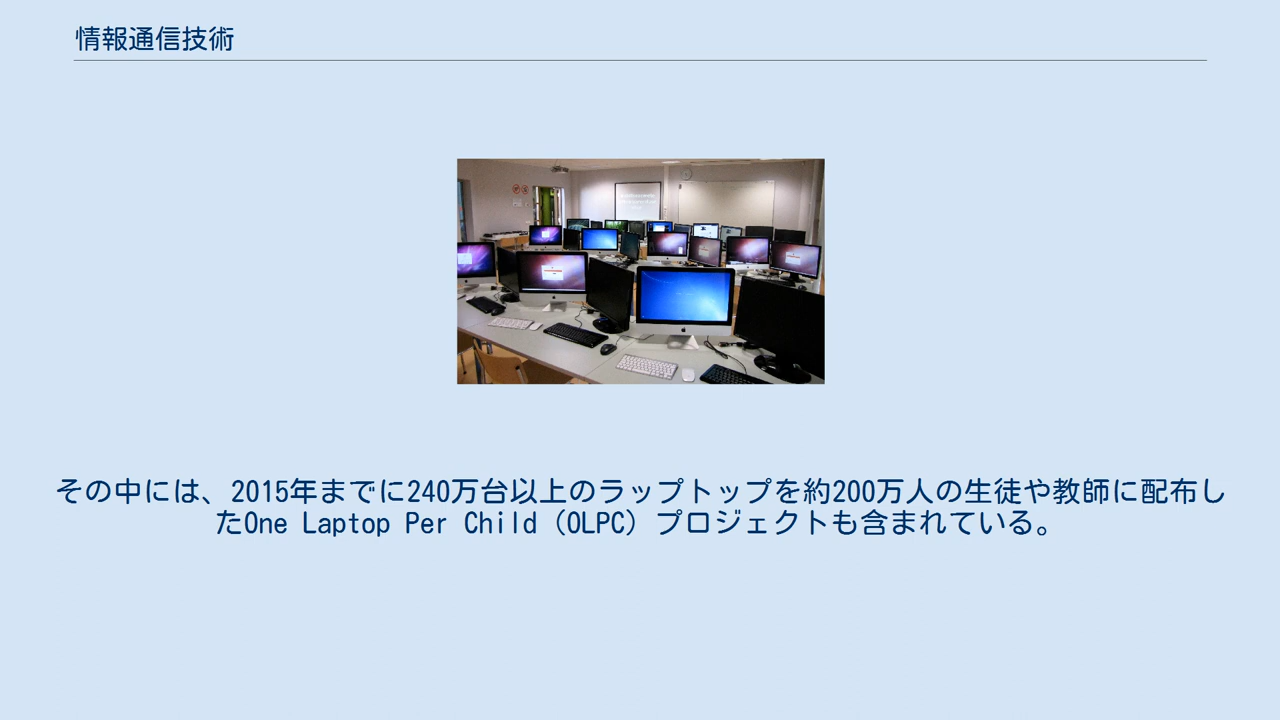 情報通信技術
その中には、2015年までに240万台以上のラップトップを約200万人の生徒や教師に配布し
たOne Laptop Per Child（OLPC）プロジェクトも含まれている。